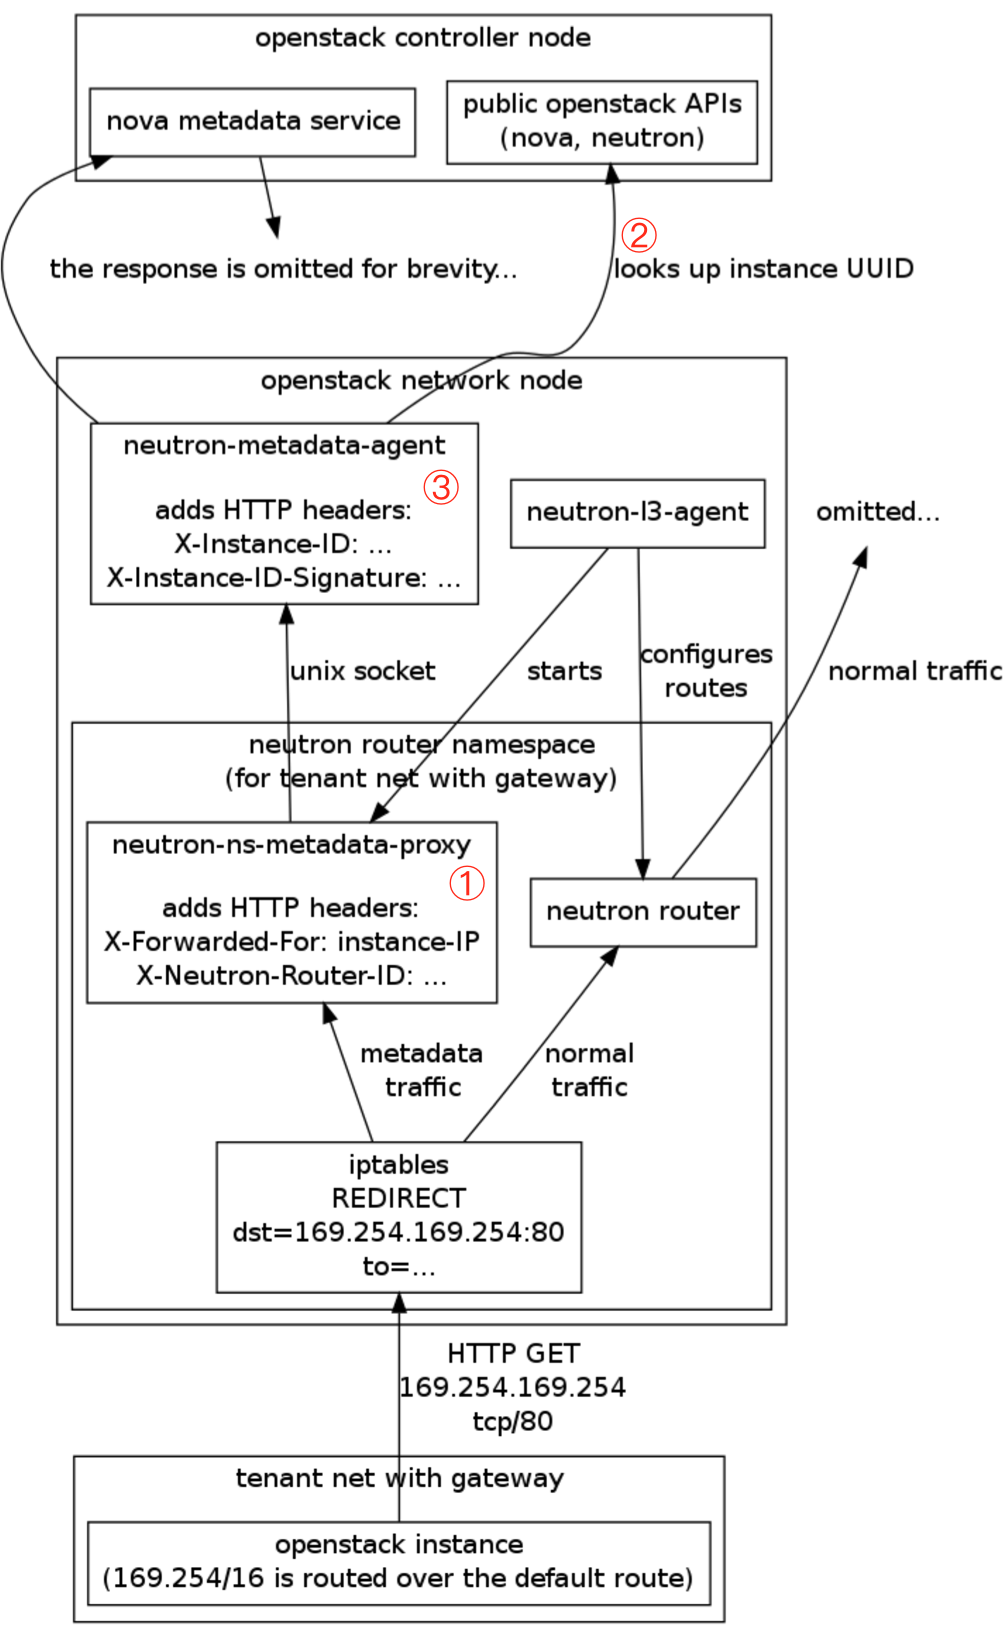 openstack controller node
nova metadata service
public openstack APIs
(nova, neutron)
②
the response is omitted for brevity...
looks up instance UUID
openstack network node
neutron-metadata-agent
③
adds HTTP headers:
X-Instance-ID: ...
X-Instance-ID-Signature: ...
neutron-l3-agent
omitted...
unix socket
starts
configures
routes
normal traffic
neutron router namespace
(for tenant net with gateway)
neutron-ns-metadata-proxy
①
adds HTTP headers:
X-Forwarded-For: instance-IP
X-Neutron-Router-ID: ...
neutron router
metadata
traffic
normal
traffic
iptables
REDIRECT
dst=169.254.169.254:80
to=...
HTTP GET
169.254.169.254
tcp/80
tenant net with gateway
openstack instance
(169.254/16 is routed over the default route)